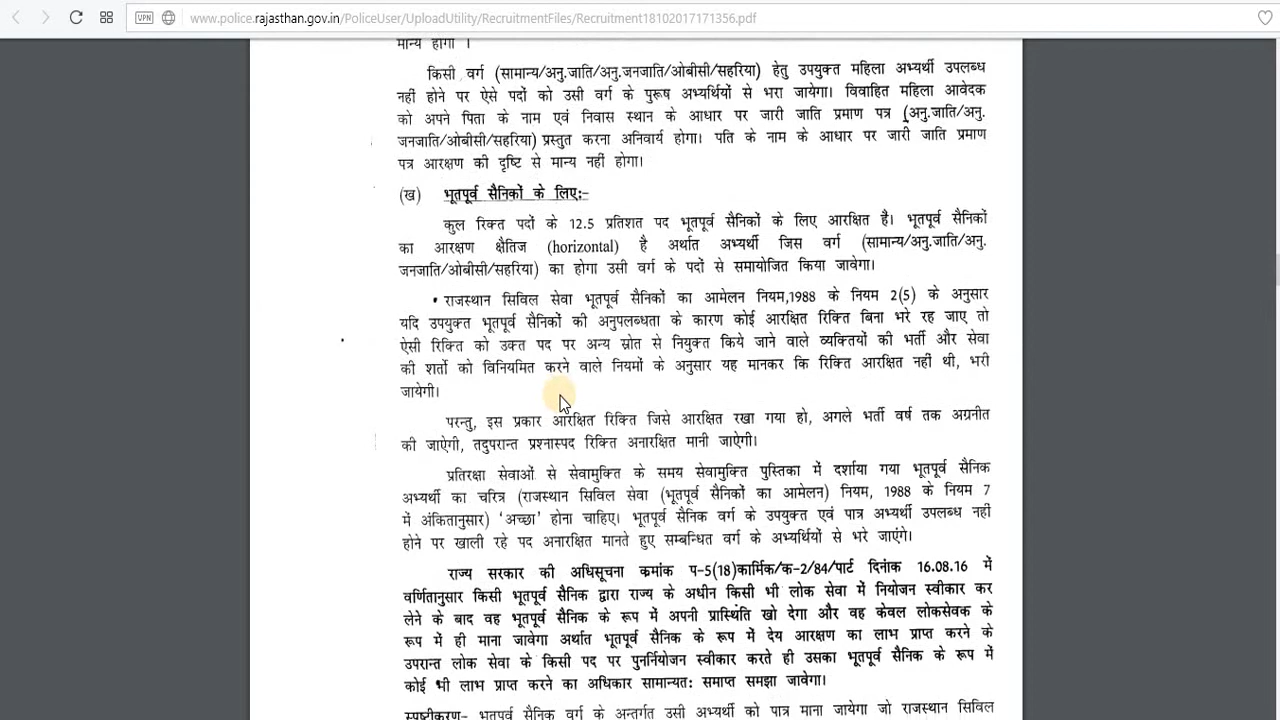 VPN www.police.rajasthan.gov.in/PoliceUser/UploadUtility/RecruitmentFiles/Recruitment18102017171356.pdf
मान्य होगा ।
किसी वर्ग (सामान्य/अनु.जाति/अनु.जनजाति/ओबीसी/सहरिया) हेतु उपयुक्त महिला अभ्यर्थी उपलब्ध
नहीं होने पर ऐसे पदों को उसी वर्ग के पुरूष अभ्यर्थियों से भरा जायेगा। विवाहित महिला आवेदक
को अपने पिता के नाम एवं निवास स्थान के आधार पर जारी जाति प्रमाण पत्र (अनु.जाति/अनु.
जनजाति/ओबीसी/सहरिया) प्रस्तुत करना अनिवार्य होगा। पति के नाम के आधार पर जारी जाति प्रमाण
पत्र आरक्षण की दृष्टि से मान्य नहीं होगा।
(ख) भूतपूर्व सैनिकों के लिए:-
कुल रिक्त पदों के 12.5 प्रतिशत पद भूतपूर्व सैनिकों के लिए आरक्षित है। भूतपूर्व सैनिकों
का आरक्षण क्षैतिज (horizontal) है अर्थात अभ्यर्थी जिस वर्ग (सामान्य/अनु.जाति/अनु.
जनजाति/ओबीसी/सहरिया) का होगा उसी वर्ग के पदों से समायोजित किया जावेगा।
• राजस्थान सिविल सेवा भूतपूर्व सैनिकों का आमेलन नियम,1988 के नियम 2(5) के अनुसार
यदि उपयुक्त भूतपूर्व सैनिकों की अनुपलब्धता के कारण कोई आरक्षित रिक्ति बिना भरे रह जाए तो
ऐसी रिक्ति को उक्त पद पर अन्य स्रोत से नियुक्त किये जाने वाले व्यक्तियों की भर्ती और सेवा
की शर्तो को विनियमित करने वाले नियमों के अनुसार यह मानकर कि रिक्ति आरक्षित नहीं थी, भरी
जायेगी।
परन्तु, इस प्रकार आरक्षित रिक्ति जिसे आरक्षित रखा गया हो, अगले भर्ती वर्ष तक अग्रनीत
की जाऐगी, तदुपरान्त प्रश्नास्पद रिक्ति अनारक्षित मानी जाऐगी।
प्रतिरक्षा सेवाओं से सेवामुक्ति के समय सेवामुक्ति पुस्तिका में दर्शाया गया भूतपूर्व सैनिक
अभ्यर्थी का चरित्र (राजस्थान सिविल सेवा (भूतपूर्व सैनिकों का आमेलन) नियम, 1988 के नियम 7
में अंकितानुसार) 'अच्छा' होना चाहिए। भूतपूर्व सैनिक वर्ग के उपयुक्त एवं पात्र अभ्यर्थी उपलब्ध नहीं
होने पर खाली रहे पद अनारक्षित मानते हुए सम्बन्धित वर्ग के अभ्यर्थियों से भरे जाएंगे।
राज्य सरकार की अधिसूचना कमांक प-5(18)कार्मिक/क-2/84/पार्ट दिनांक 16.08.16 में
वर्णितानुसार किसी भूतपूर्व सैनिक द्वारा राज्य के अधीन किसी भी लोक सेवा में नियोजन स्वीकार कर
लेने के बाद वह भूतपूर्व सैनिक के रूप में अपनी प्रास्थिति खो देगा और वह केवल लोकसेवक के
रूप में ही माना जावेगा अर्थात भूतपूर्व सैनिक के रूप में देय आरक्षण का लाभ प्राप्त करने के
उपरान्त लोक सेवा के किसी पद पर पुनर्नियोजन स्वीकार करते ही उसका भूतपूर्व सैनिक के रूप में
कोई भी लाभ प्राप्त करने का अधिकार सामान्यतः समाप्त समझा जावेगा।
स्पष्टीकरण- भूतपूर्व सैनिक वर्ग के अन्तर्गत उसी अभ्यर्थी को पात्र माना जायेगा जो राजस्थान सिविल